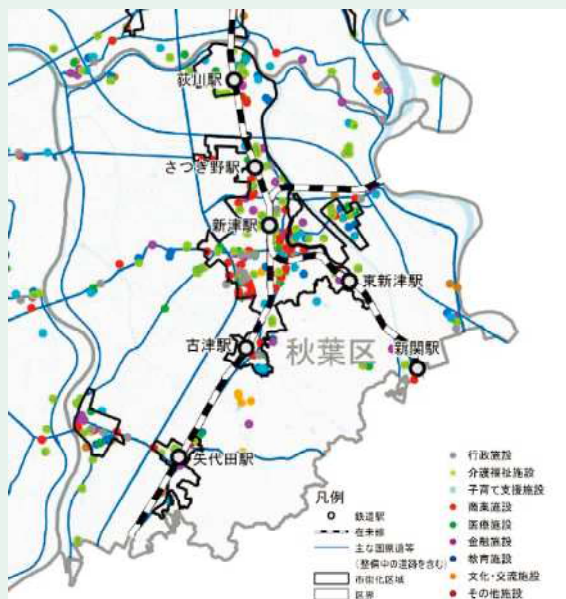 荻川駅
さつき野駅
新津駅
東新津駅
古津駅
秋葉区
新関駅
矢代田駅
凡例
鉄道駅
在来線
主な国県道等
(整備中の道路を含む)
市街化区域
区界
行政施設
介護福祉施設
子育て支援施設
商業施設
医療施設
金融施設
教育施設
文化・交流施設
その他施設